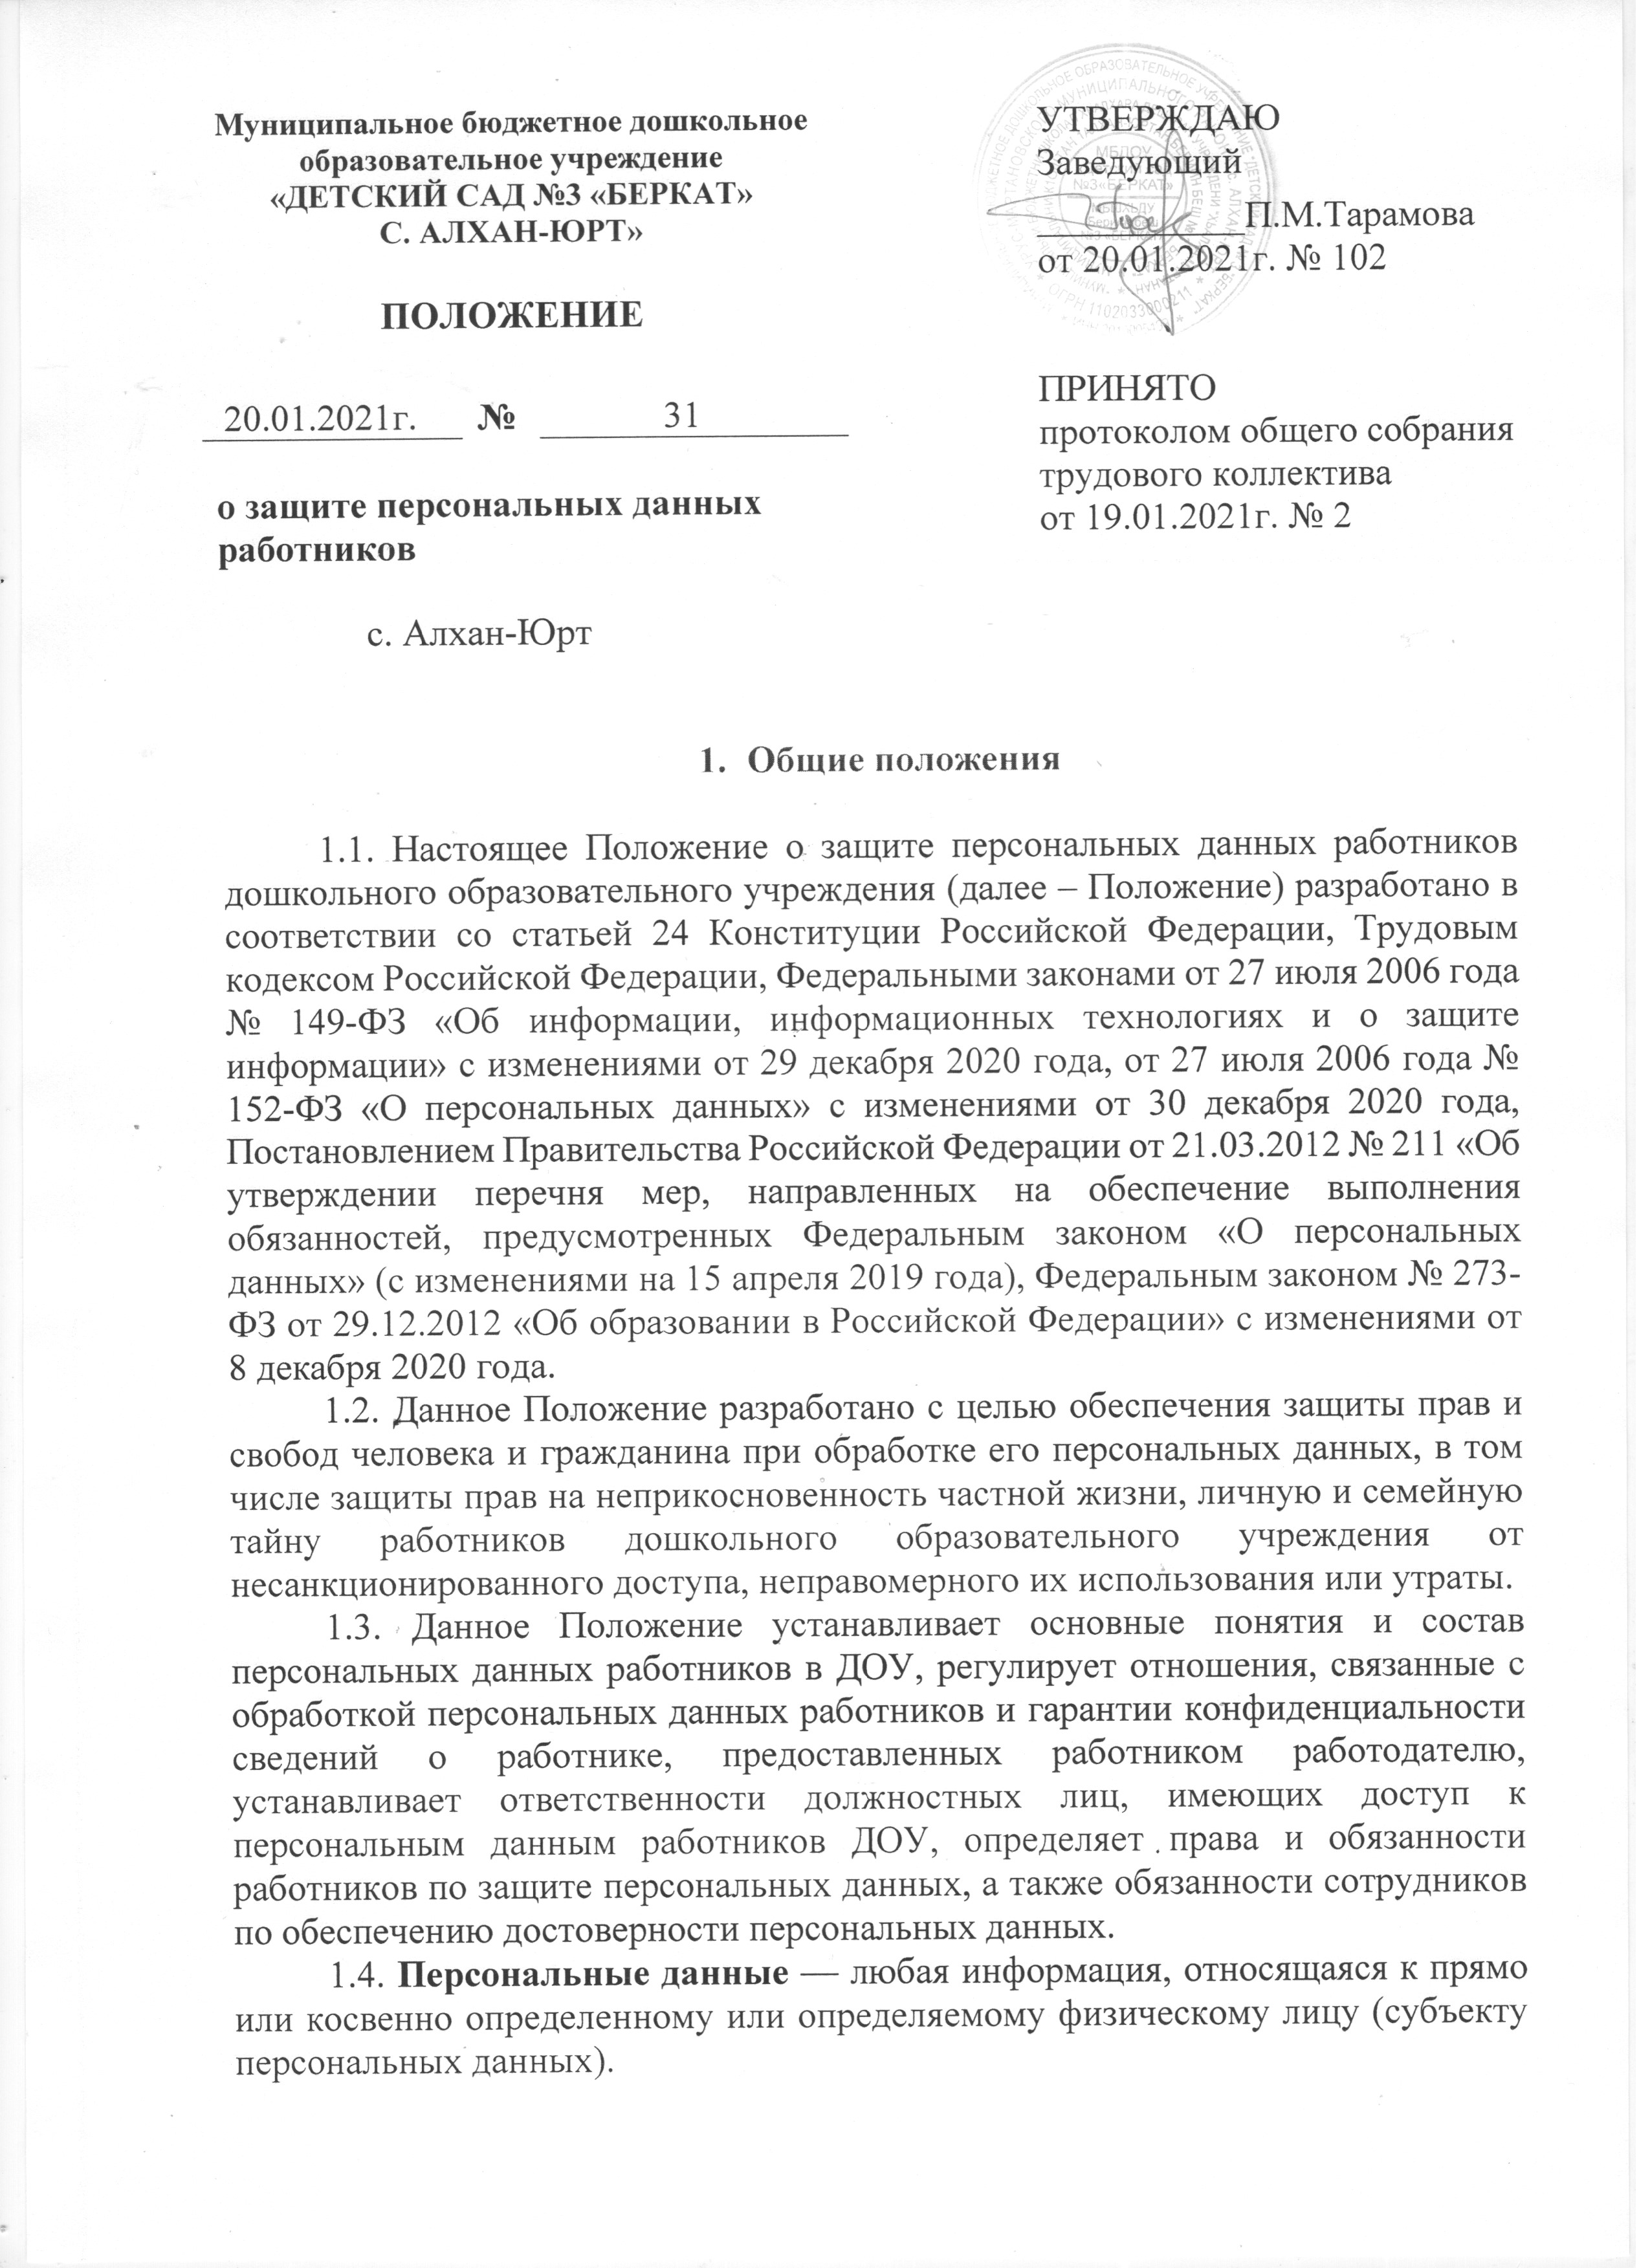 Муниципальное бюджетное дошкольное
образовательное учреждение
«ДЕТСКИЙ САД №3 «БЕРКАТ»
С. АЛХАН-ЮРТ»
ПОЛОЖЕНИЕ
20.01.2021г. № 31
о защите персональных данных
работников
с. Алхан-Юрт
УТВЕРЖДАЮ
Заведующий
П.М.Тарамова
от 20.01.2021г. № 102
МБДОУ
№3«БЕРКАТ»
ОГРН 1102033000211
ПРИНЯТО
протоколом общего собрания
трудового коллектива
от 19.01.2021г. № 2
1. Общие положения
1.1. Настоящее Положение о защите персональных данных работников
дошкольного образовательного учреждения (далее – Положение) разработано в
соответствии со статьей 24 Конституции Российской Федерации, Трудовым
кодексом Российской Федерации, Федеральными законами от 27 июля 2006 года
№ 149-ФЗ «Об информации, информационных технологиях и о защите
информации» с изменениями от 29 декабря 2020 года, от 27 июля 2006 года №
152-ФЗ «О персональных данных» с изменениями от 30 декабря 2020 года,
Постановлением Правительства Российской Федерации от 21.03.2012 № 211 «Об
утверждении перечня мер, направленных на обеспечение выполнения
обязанностей, предусмотренных Федеральным законом «О персональных
данных» (с изменениями на 15 апреля 2019 года), Федеральным законом № 273-
ФЗ от 29.12.2012 «Об образовании в Российской Федерации» с изменениями от
8 декабря 2020 года.
1.2. Данное Положение разработано с целью обеспечения защиты прав и
свобод человека и гражданина при обработке его персональных данных, в том
числе защиты прав на неприкосновенность частной жизни, личную и семейную
тайну работников дошкольного образовательного учреждения от
несанкционированного доступа, неправомерного их использования или утраты.
1.3. Данное Положение устанавливает основные понятия и состав
персональных данных работников в ДОУ, регулирует отношения, связанные с
обработкой персональных данных работников и гарантии конфиденциальности
сведений о работнике, предоставленных работником работодателю,
устанавливает ответственности должностных лиц, имеющих доступ к
персональным данным работников ДОУ, определяет права и обязанности
работников по защите персональных данных, а также обязанности сотрудников
по обеспечению достоверности персональных данных.
1.4. Персональные данные — любая информация, относящаяся к прямо
или косвенно определенному или определяемому физическому лицу (субъекту
персональных данных).